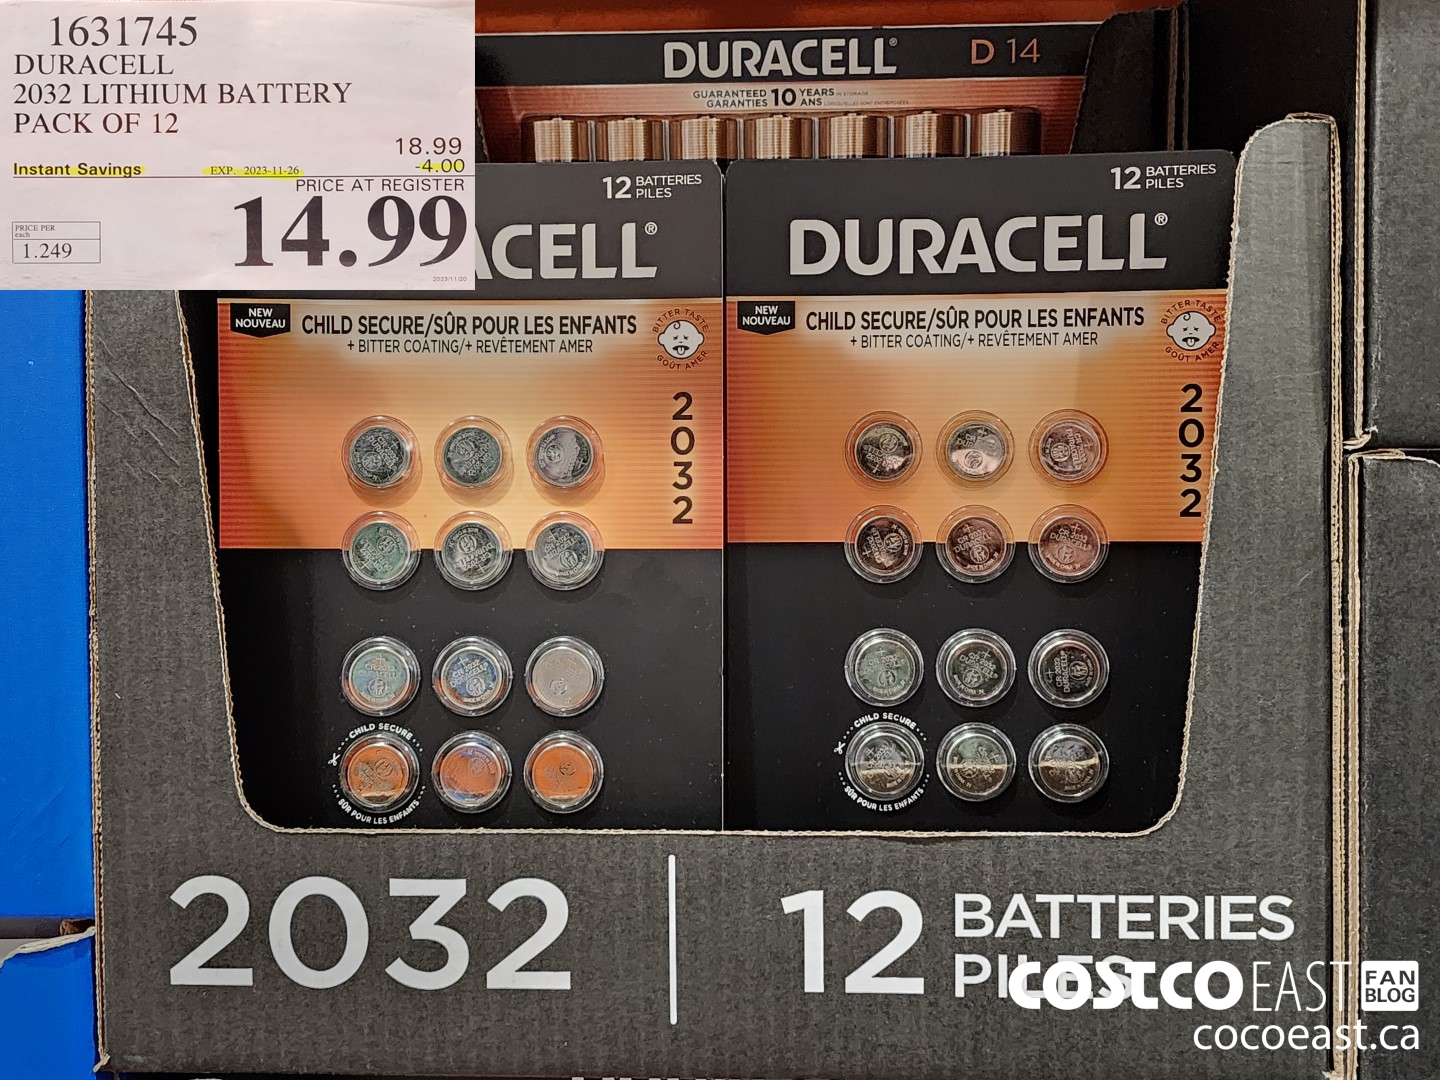 1631745
DURACELL
2032 LITHIUM BATTERY
PACK OF 12
18.99
Instant Savings EXP. 2023-11-26 -4.00
PRICE AT REGISTER
14.99
PRICE PER
each
1.249
2023/11/20
DURACELL® D 14
GUARANTEED 10 YEARS IN STORAGE
GARANTIES ANS
12 BATTERIES
PILES
ACELL®
NEW
NOUVEAU
CHILD SECURE/SÛR POUR LES ENFANTS
+ BITTER COATING/+ REVÊTEMENT AMER
BITTER TASTE
GOÛT AMER
2032
CHILD SECURE
SÛR POUR LES ENFANTS
12 BATTERIES
PILES
DURACELL®
NEW
NOUVEAU
CHILD SECURE/SÛR POUR LES ENFANTS
+ BITTER COATING/+ REVÊTEMENT AMER
BITTER TASTE
GOÛT AMER
2032
CHILD SECURE
SÛR POUR LES ENFANTS
2032 | 12 BATTERIES
PILES
COSTCO EAST FAN BLOG
cocoeast.ca